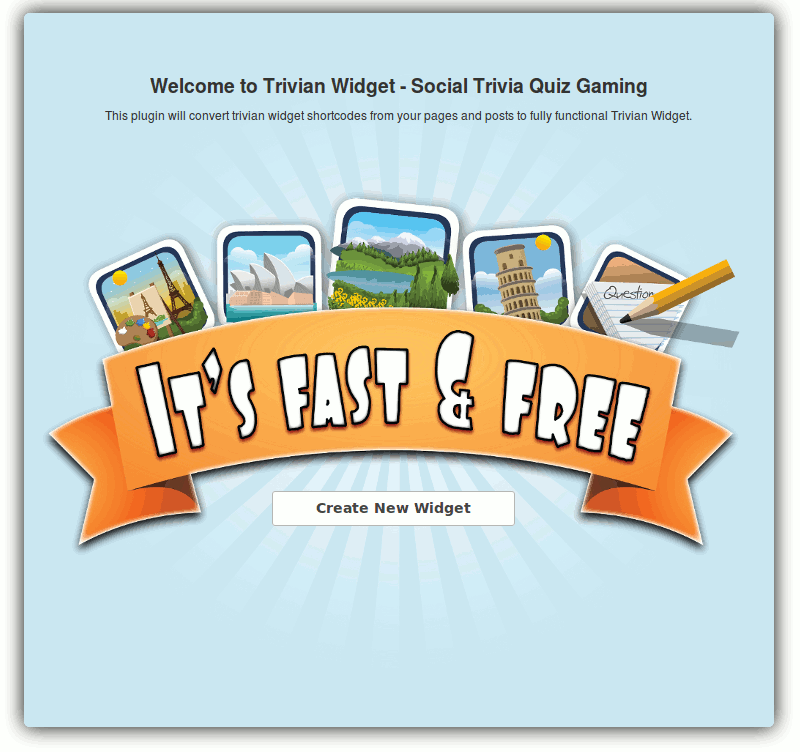 Welcome to Trivian Widget - Social Trivia Quiz Gaming
This plugin will convert trivian widget shortcodes from your pages and posts to fully functional Trivian Widget.
Question
It's fast & free
Create New Widget